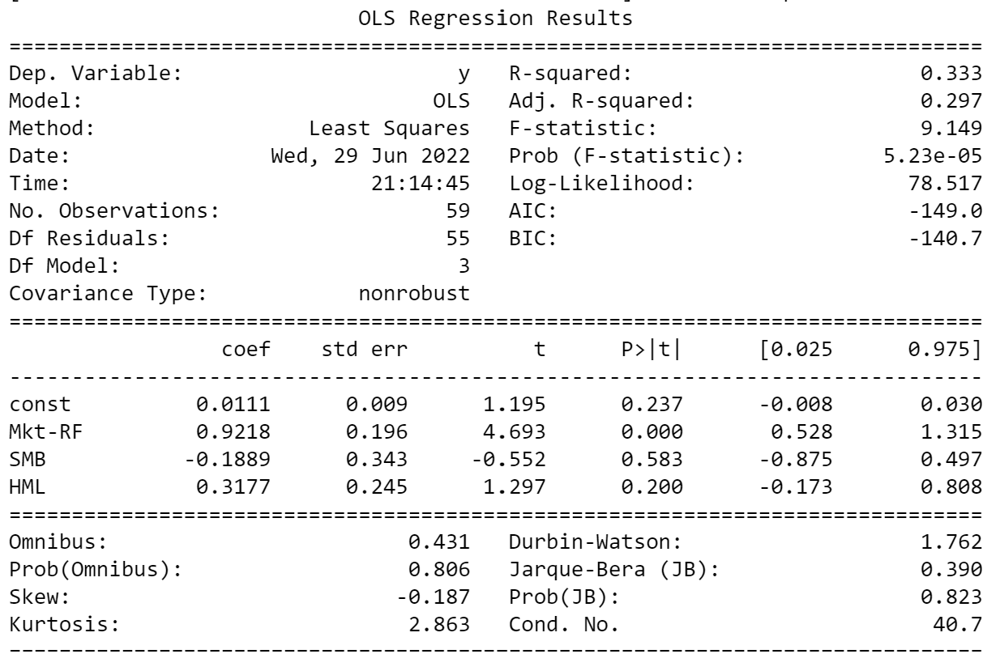 OLS Regression Results
==============================================================================
Dep. Variable:                      y   R-squared:                       0.333
Model:                            OLS   Adj. R-squared:                  0.297
Method:                 Least Squares   F-statistic:                     9.149
Date:                Wed, 29 Jun 2022   Prob (F-statistic):           5.23e-05
Time:                        21:14:45   Log-Likelihood:                 78.517
No. Observations:                  59   AIC:                            -149.0
Df Residuals:                      55   BIC:                            -140.7
Df Model:                           3
Covariance Type:            nonrobust
==============================================================================
                 coef    std err          t      P>|t|      [0.025      0.975]
------------------------------------------------------------------------------
const          0.0111      0.009      1.195      0.237      -0.008       0.030
Mkt-RF         0.9218      0.196      4.693      0.000       0.528       1.315
SMB           -0.1889      0.343     -0.552      0.583      -0.875       0.497
HML            0.3177      0.245      1.297      0.200      -0.173       0.808
==============================================================================
Omnibus:                        0.431   Durbin-Watson:                   1.762
Prob(Omnibus):                  0.806   Jarque-Bera (JB):                0.390
Skew:                          -0.187   Prob(JB):                        0.823
Kurtosis:                       2.863   Cond. No.                         40.7
------------------------------------------------------------------------------